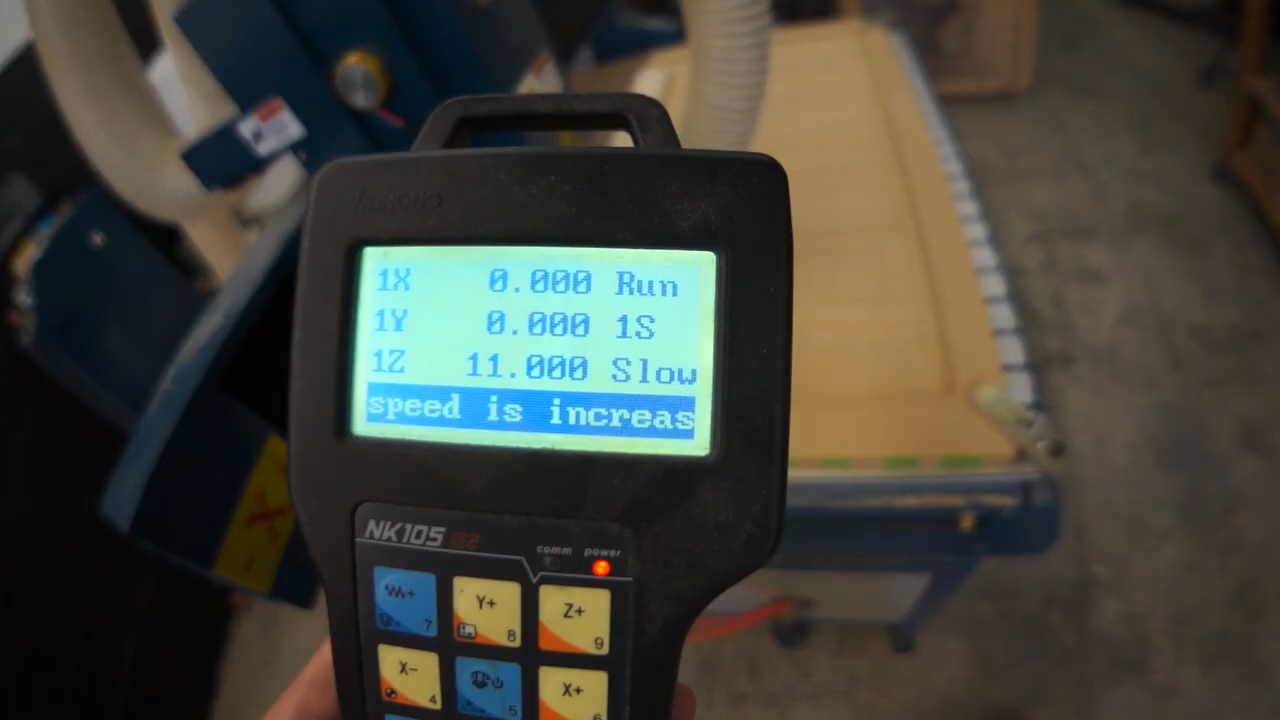 WEIHONG
1X 0.000 Run
1Y 0.000 1S
1Z 11.000 Slow
speed is increas
NK105 G2
comm power
+ 7
Y+ 8
Z+ 9
X- 4
5
X+ 6
X-